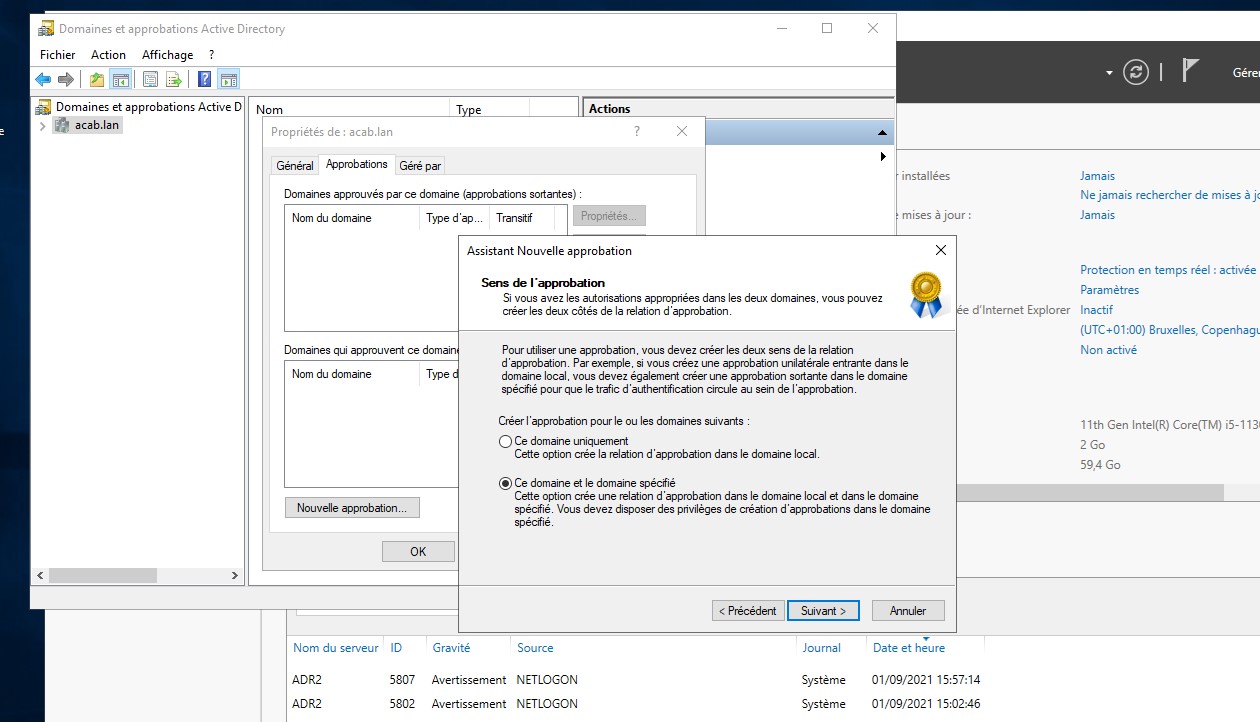 Domaines et approbations Active Directory
Fichier Action Affichage ?
Domaines et approbations Active D
acab.lan
Nom Type
Actions
Propriétés de : acab.lan
Général Approbations Géré par
Domaines approuvés par ce domaine (approbations sortantes) :
Nom du domaine Type d'ap... Transitif
Propriétés...
Domaines qui approuvent ce domaine
Nom du domaine Type d
Nouvelle approbation...
OK
Assistant Nouvelle approbation
Sens de l'approbation
Si vous avez les autorisations appropriées dans les deux domaines, vous pouvez
créer les deux côtés de la relation d'approbation.
Pour utiliser une approbation, vous devez créer les deux sens de la relation
d'approbation. Par exemple, si vous créez une approbation unilatérale entrante dans le
domaine local, vous devez également créer une approbation sortante dans le domaine
spécifié pour que le trafic d'authentification circule au sein de l'approbation.
Créer l'approbation pour le ou les domaines suivants :
Ce domaine uniquement
Cette option crée la relation d'approbation dans le domaine local.
Ce domaine et le domaine spécifié
Cette option crée une relation d'approbation dans le domaine local et dans le domaine
spécifié. Vous devez disposer des privilèges de création d'approbations dans le domaine
spécifié.
< Précédent Suivant > Annuler
Gérer
installées Jamais
Ne jamais rechercher de mises à jo
mises à jour : Jamais
Protection en temps réel : activée
Paramètres
ée d'Internet Explorer Inactif
(UTC+01:00) Bruxelles, Copenhagu
Non activé
11th Gen Intel(R) Core(TM) i5-113
2 Go
59,4 Go
Nom du serveur ID Gravité Source Journal Date et heure
ADR2 5807 Avertissement NETLOGON Système 01/09/2021 15:57:14
ADR2 5802 Avertissement NETLOGON Système 01/09/2021 15:02:46